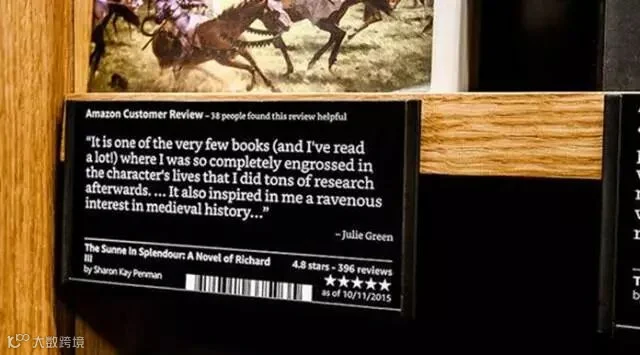 Amazon Customer Review – 38 people found this review helpful
“It is one of the very few books (and I've read
a lot!) where I was so completely engrossed in
the character's lives that I did tons of research
afterwards. ... It also inspired in me a ravenous
interest in medieval history...”
– Julie Green
The Sunne In Splendour: A Novel of Richard
III
by Sharon Kay Penman
4.8 stars - 396 reviews
★★★★★
as of 10/11/2015
大数跨境